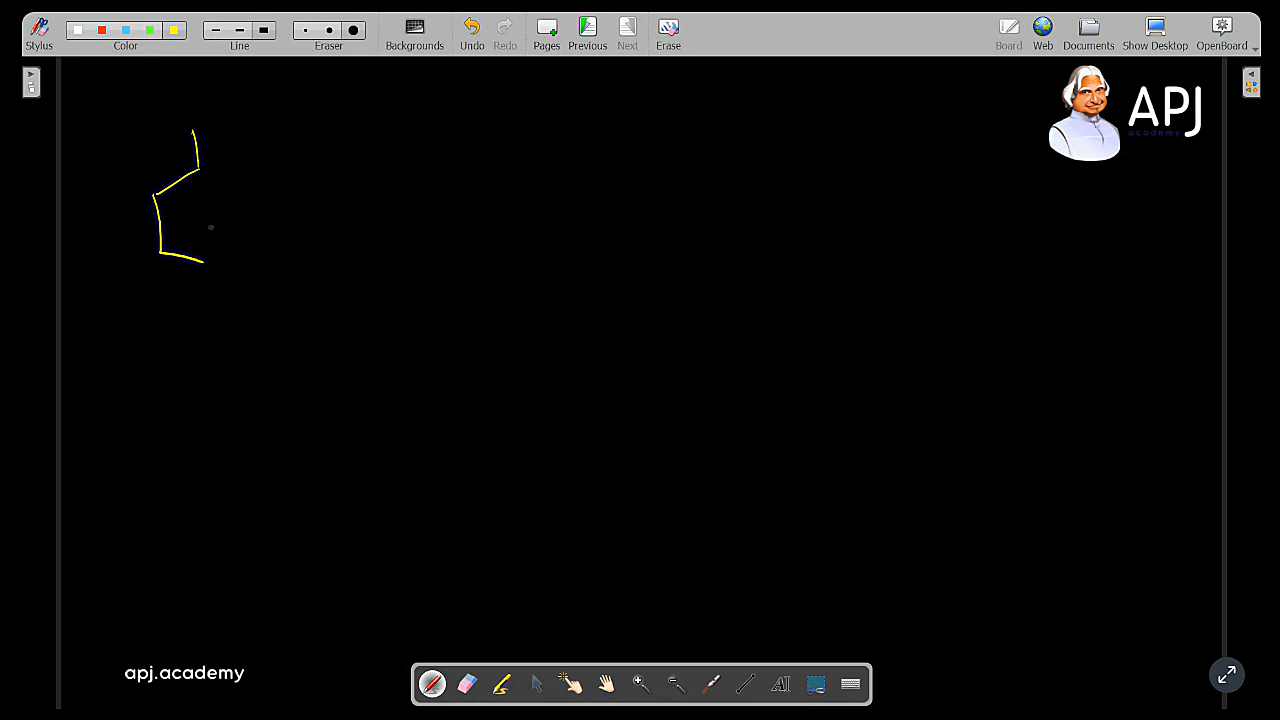 Stylus Color Line Eraser Backgrounds Undo Redo Pages Previous Next Erase Board Web Documents Show Desktop OpenBoard
APJ
academy
apj.academy
AI